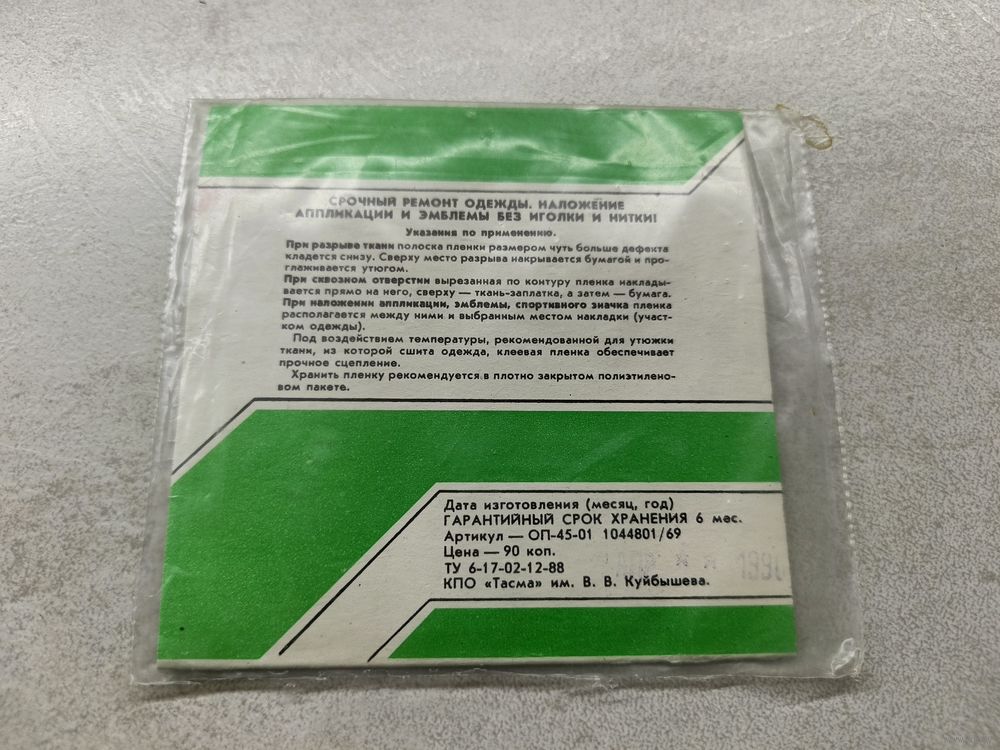 СРОЧНЫЙ РЕМОНТ ОДЕЖДЫ. НАЛОЖЕНИЕ
АППЛИКАЦИИ И ЭМБЛЕМЫ БЕЗ ИГОЛКИ И НИТКИ!
Указания по применению.
При разрыве ткани полоска пленки размером чуть больше дефекта
кладется снизу. Сверху место разрыва накрывается бумагой и про-
глаживается утюгом.
При сквозном отверстии вырезанная по контуру пленка наклады-
вается прямо на него, сверху — ткань-заплатка, а затем — бумага.
При наложении аппликации, эмблемы, спортивного значка пленка
располагается между ними и выбранным местом накладки (участ-
ком одежды).
Под воздействием температуры, рекомендованной для утюжки
ткани, из которой сшита одежда, клеевая пленка обеспечивает
прочное сцепление.
Хранить пленку рекомендуется в плотно закрытом полиэтилено-
вом пакете.
Дата изготовления (месяц, год)
ГАРАНТИЙНЫЙ СРОК ХРАНЕНИЯ 6 мес.
Артикул — ОП-45-01 1044801/69
Цена — 90 коп.
ТУ 6-17-02-12-88
КПО «Тасма» им. В. В. Куйбышева.